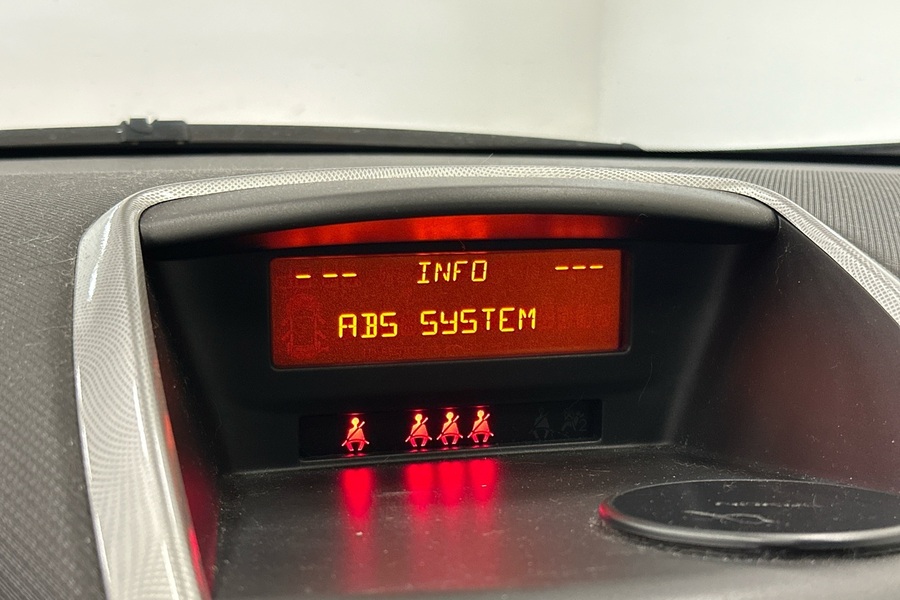 --- INFO ---
ABS SYSTEM